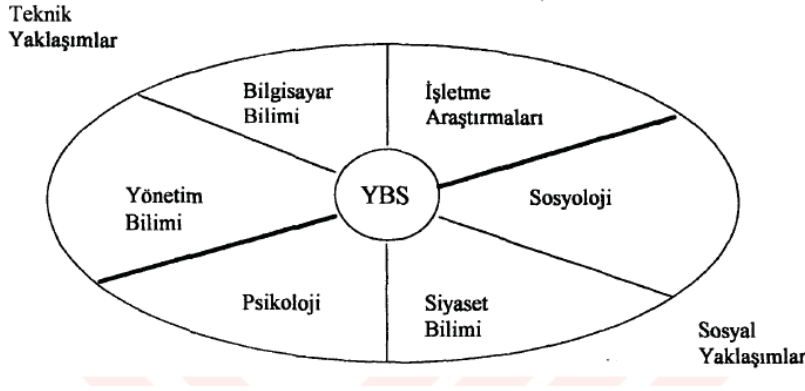 Teknik
Yaklaşımlar
Bilgisayar
Bilimi
İşletme
Araştırmaları
Yönetim
Bilimi
YBS
Sosyoloji
Psikoloji
Siyaset
Bilimi
Sosyal
Yaklaşımlar